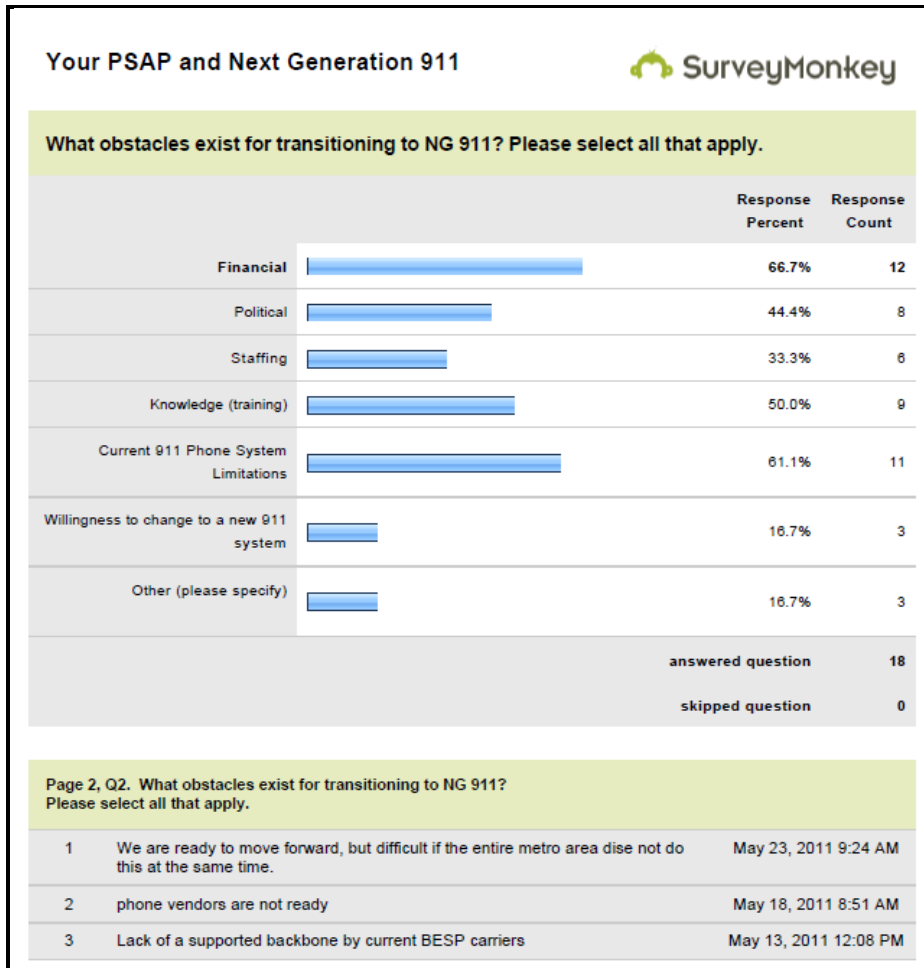 Your PSAP and Next Generation 911
SurveyMonkey
What obstacles exist for transitioning to NG 911? Please select all that apply.
Response Response
Percent Count
Financial 66.7% 12
Political 44.4% 8
Staffing 33.3% 6
Knowledge (training) 50.0% 9
Current 911 Phone System
Limitations 61.1% 11
Willingness to change to a new 911
system 16.7% 3
Other (please specify)
16.7% 3
answered question 18
skipped question 0
Page 2, Q2. What obstacles exist for transitioning to NG 911?
Please select all that apply.
1 We are ready to move forward, but difficult if the entire metro area dise not do May 23, 2011 9:24 AM
this at the same time.
2 phone vendors are not ready May 18, 2011 8:51 AM
3 Lack of a supported backbone by current BESP carriers May 13, 2011 12:08 PM